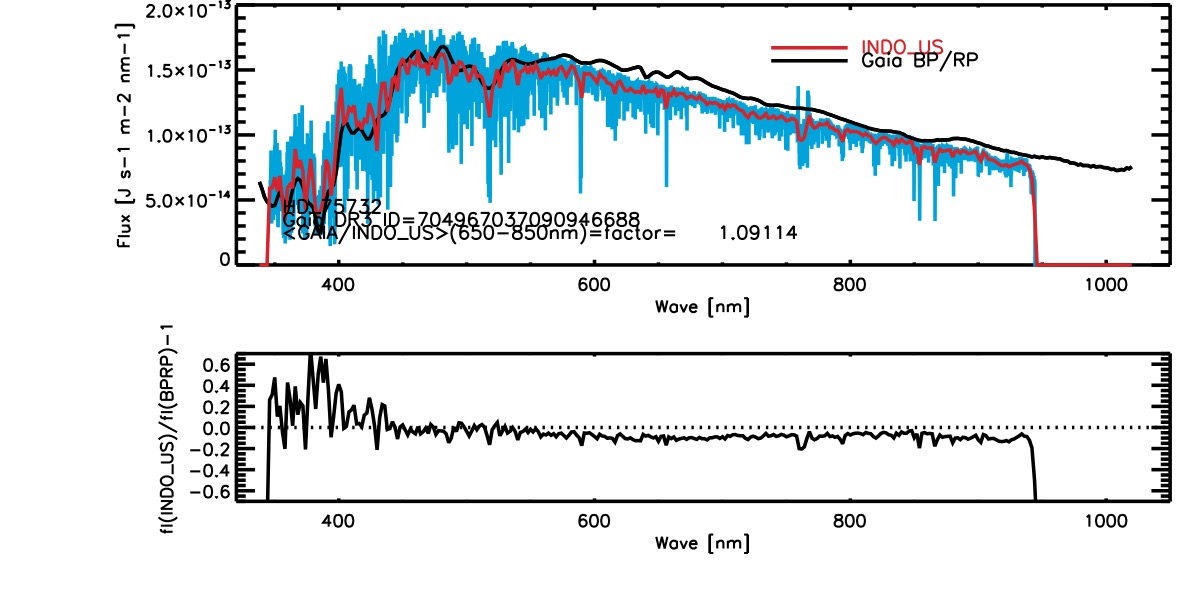 2.0×10−13
1.5×10−13
1.0×10−13
5.0×10−14
0
Flux [J s−1 m−2 nm−1]
INDO_US
Gaia BP/RP
HD 75732
Gaia DR3 ID=704967037090946688
<GAIA/INDO_US>(650−850nm)=factor= 1.09114
400 600 800 1000
Wave [nm]
fl(INDO_US)/fl(BPRP)−1
0.6
0.4
0.2
0.0
−0.2
−0.4
−0.6
400 600 800 1000
Wave [nm]